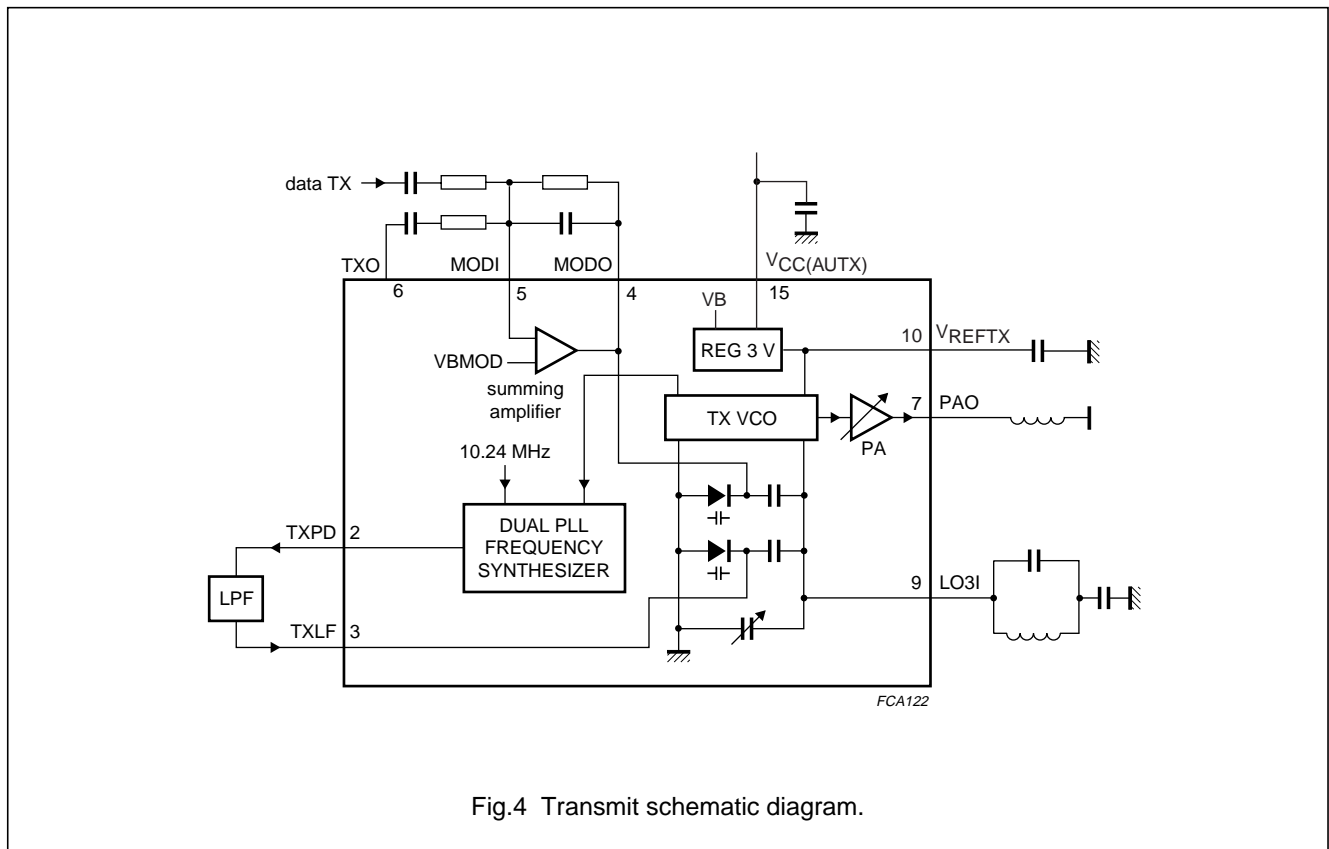 data TX
TXO
MODI
MODO
VCC(AUTX)
6
5
4
15
VB
REG 3 V
10
VREFTX
VBMOD
summing
amplifier
TX VCO
7
PAO
PA
10.24 MHz
DUAL PLL
FREQUENCY
SYNTHESIZER
TXPD
2
LPF
9
LO3I
TXLF
3
FCA122
Fig.4 Transmit schematic diagram.